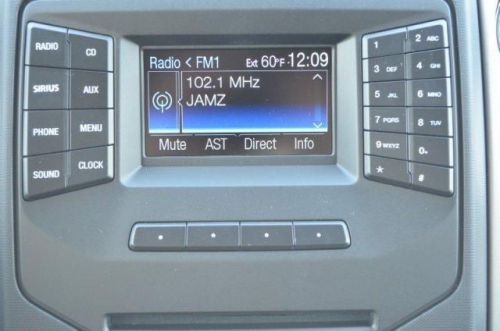 RADIO
CD
SIRIUS
AUX
PHONE
MENU
SOUND
CLOCK
Radio < FM1 Ext 60°F 12:09
102.1 MHz
JAMZ
Mute AST Direct Info
1
2 ABC
3 DEF
4 GHI
5 JKL
6 MNO
7 PQRS
8 TUV
9 WXYZ
0
*
#